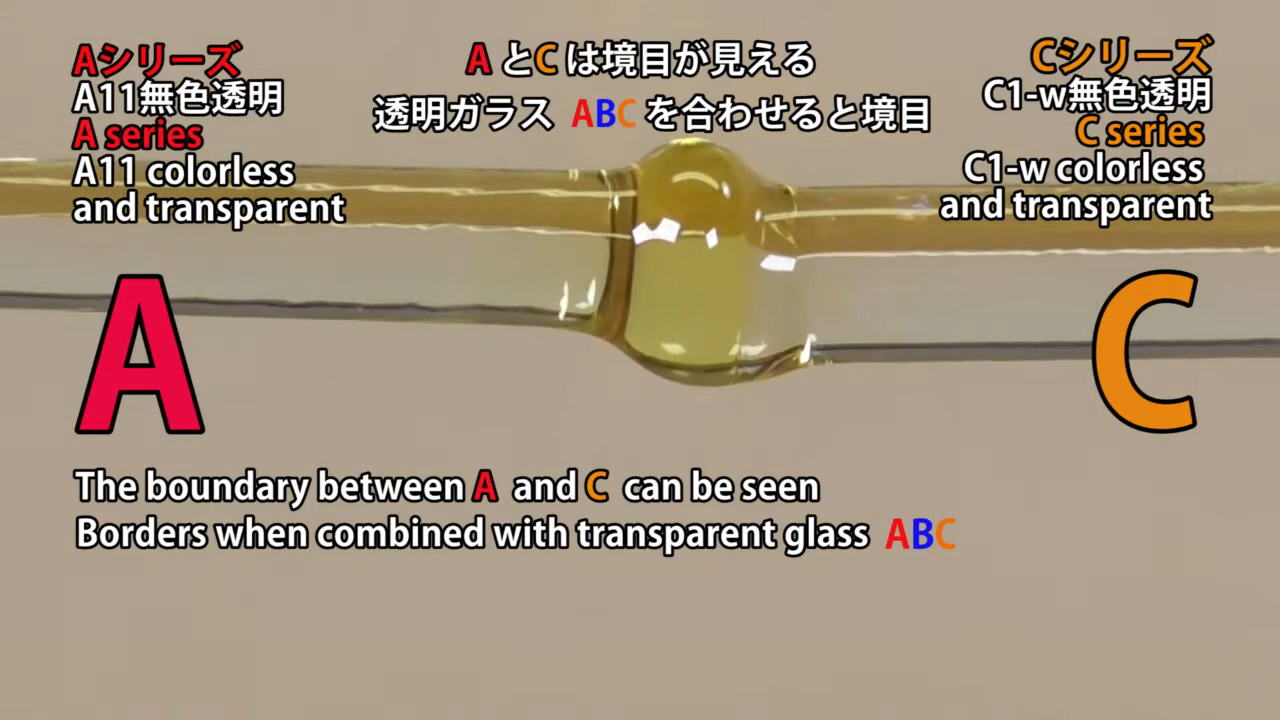 Aシリーズ
A11無色透明
A series
A11 colorless
and transparent
AとCは境目が見える
透明ガラス ABCを合わせると境目
Cシリーズ
C1-w無色透明
C series
C1-w colorless
and transparent
A
C
The boundary between A and C can be seen
Borders when combined with transparent glass ABC